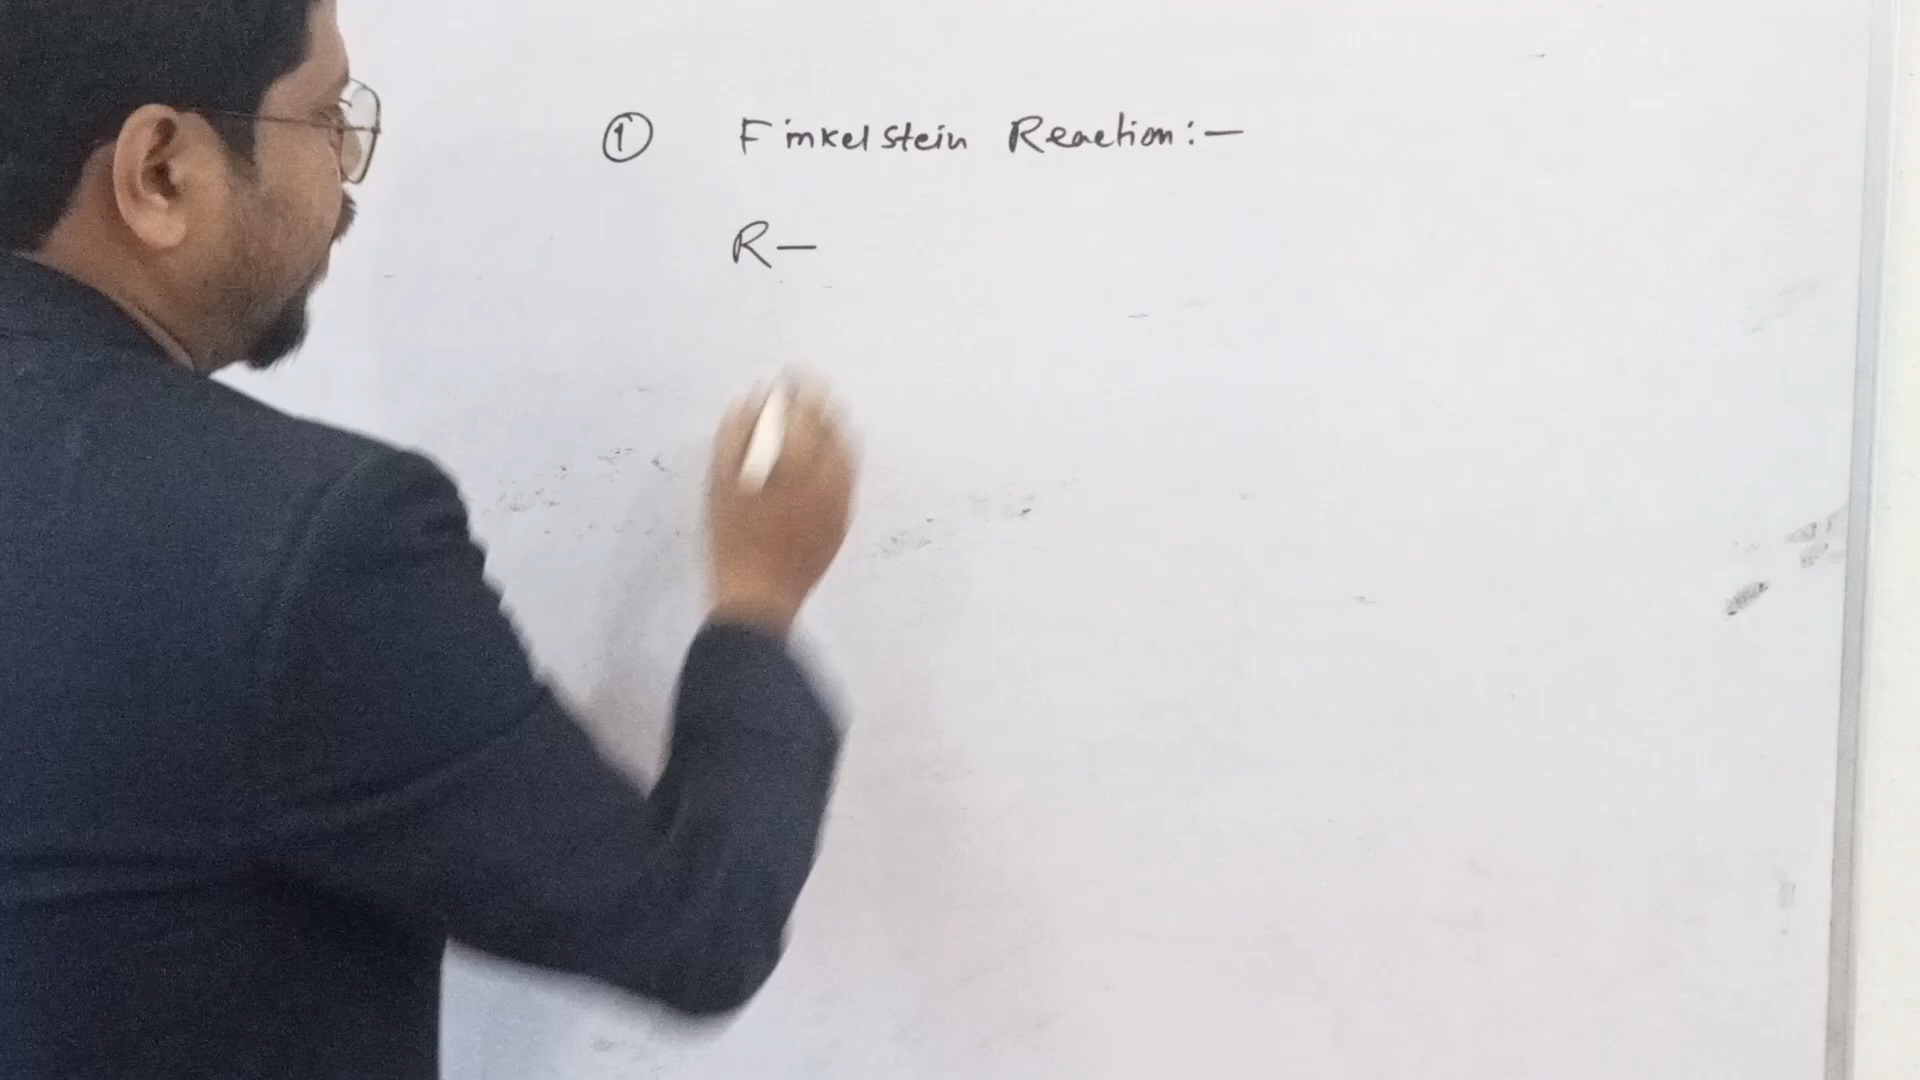 ① Finkelstein Reaction:—
R—